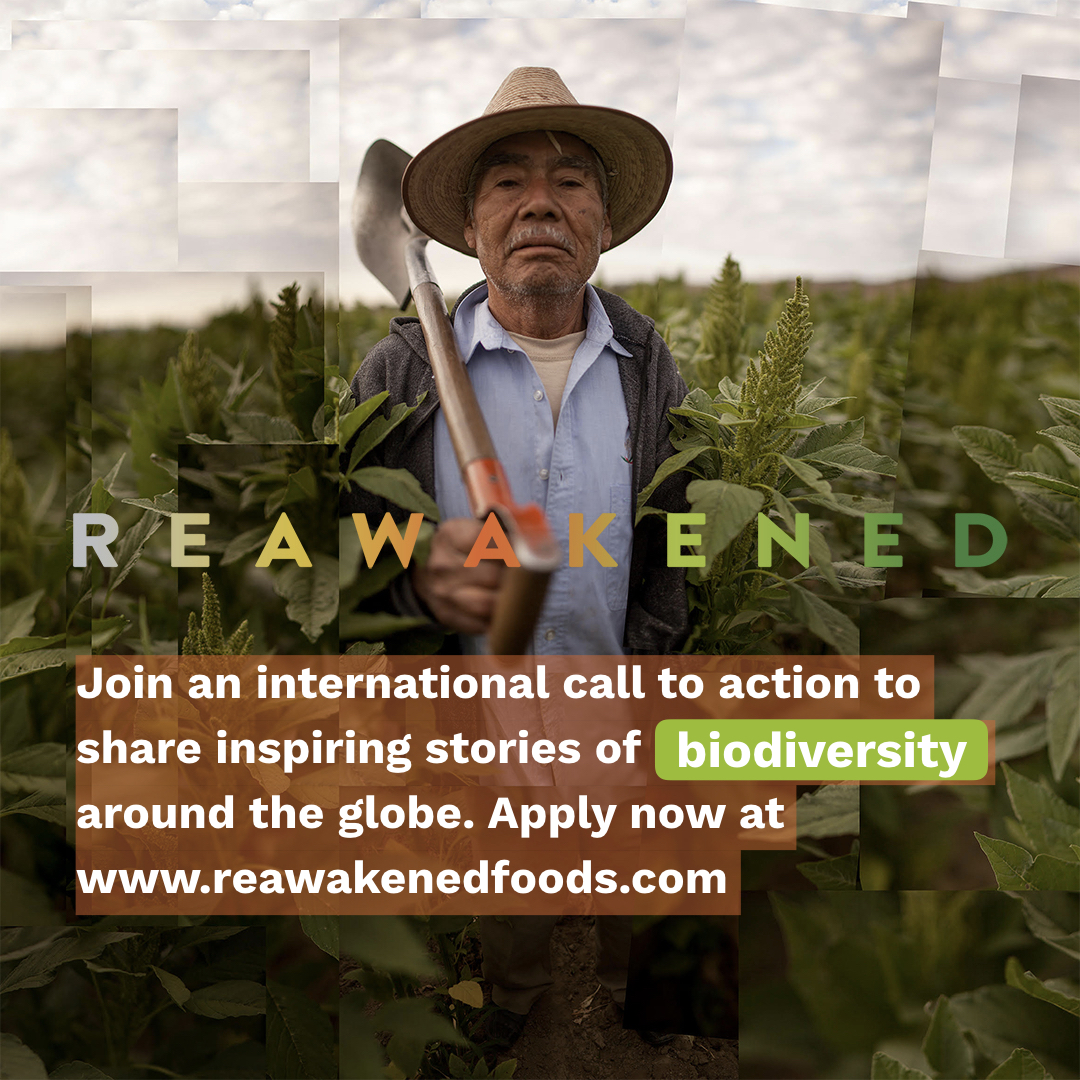 REAWAKENED
Join an international call to action to
share inspiring stories of biodiversity
around the globe. Apply now at
www.reawakenedfoods.com